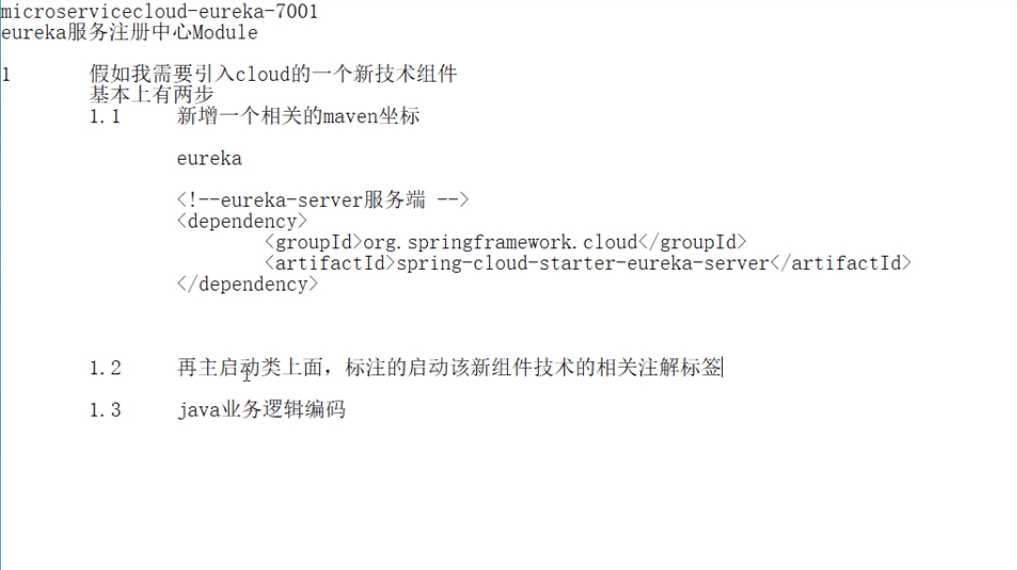 microservicecloud-eureka-7001
eureka服务注册中心Module
1 假如我需要引入cloud的一个新技术组件
基本上有两步
1.1 新增一个相关的maven坐标
eureka
<!--eureka-server服务端 -->
<dependency>
<groupId>org.springframework.cloud</groupId>
<artifactId>spring-cloud-starter-eureka-server</artifactId>
</dependency>
1.2 再主启动类上面，标注的启动该新组件技术的相关注解标签
1.3 java业务逻辑编码